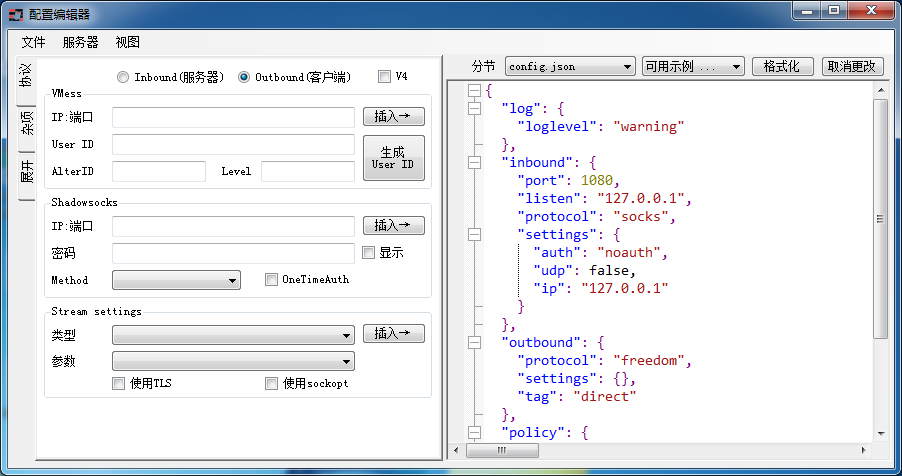 配置编辑器
文件 服务器 视图
协议
杂项
展开
Inbound(服务器) Outbound(客户端) V4
VMess
IP:端口 插入→
User ID
生成
User ID
AlterID Level
Shadowsocks
IP:端口 插入→
密码 显示
Method OneTimeAuth
Stream settings
类型 插入→
参数
使用TLS 使用sockopt
分节 config.json 可用示例 ... 格式化 取消更改
{
"log": {
"loglevel": "warning"
},
"inbound": {
"port": 1080,
"listen": "127.0.0.1",
"protocol": "socks",
"settings": {
"auth": "noauth",
"udp": false,
"ip": "127.0.0.1"
}
},
"outbound": {
"protocol": "freedom",
"settings": {},
"tag": "direct"
},
"policy": {